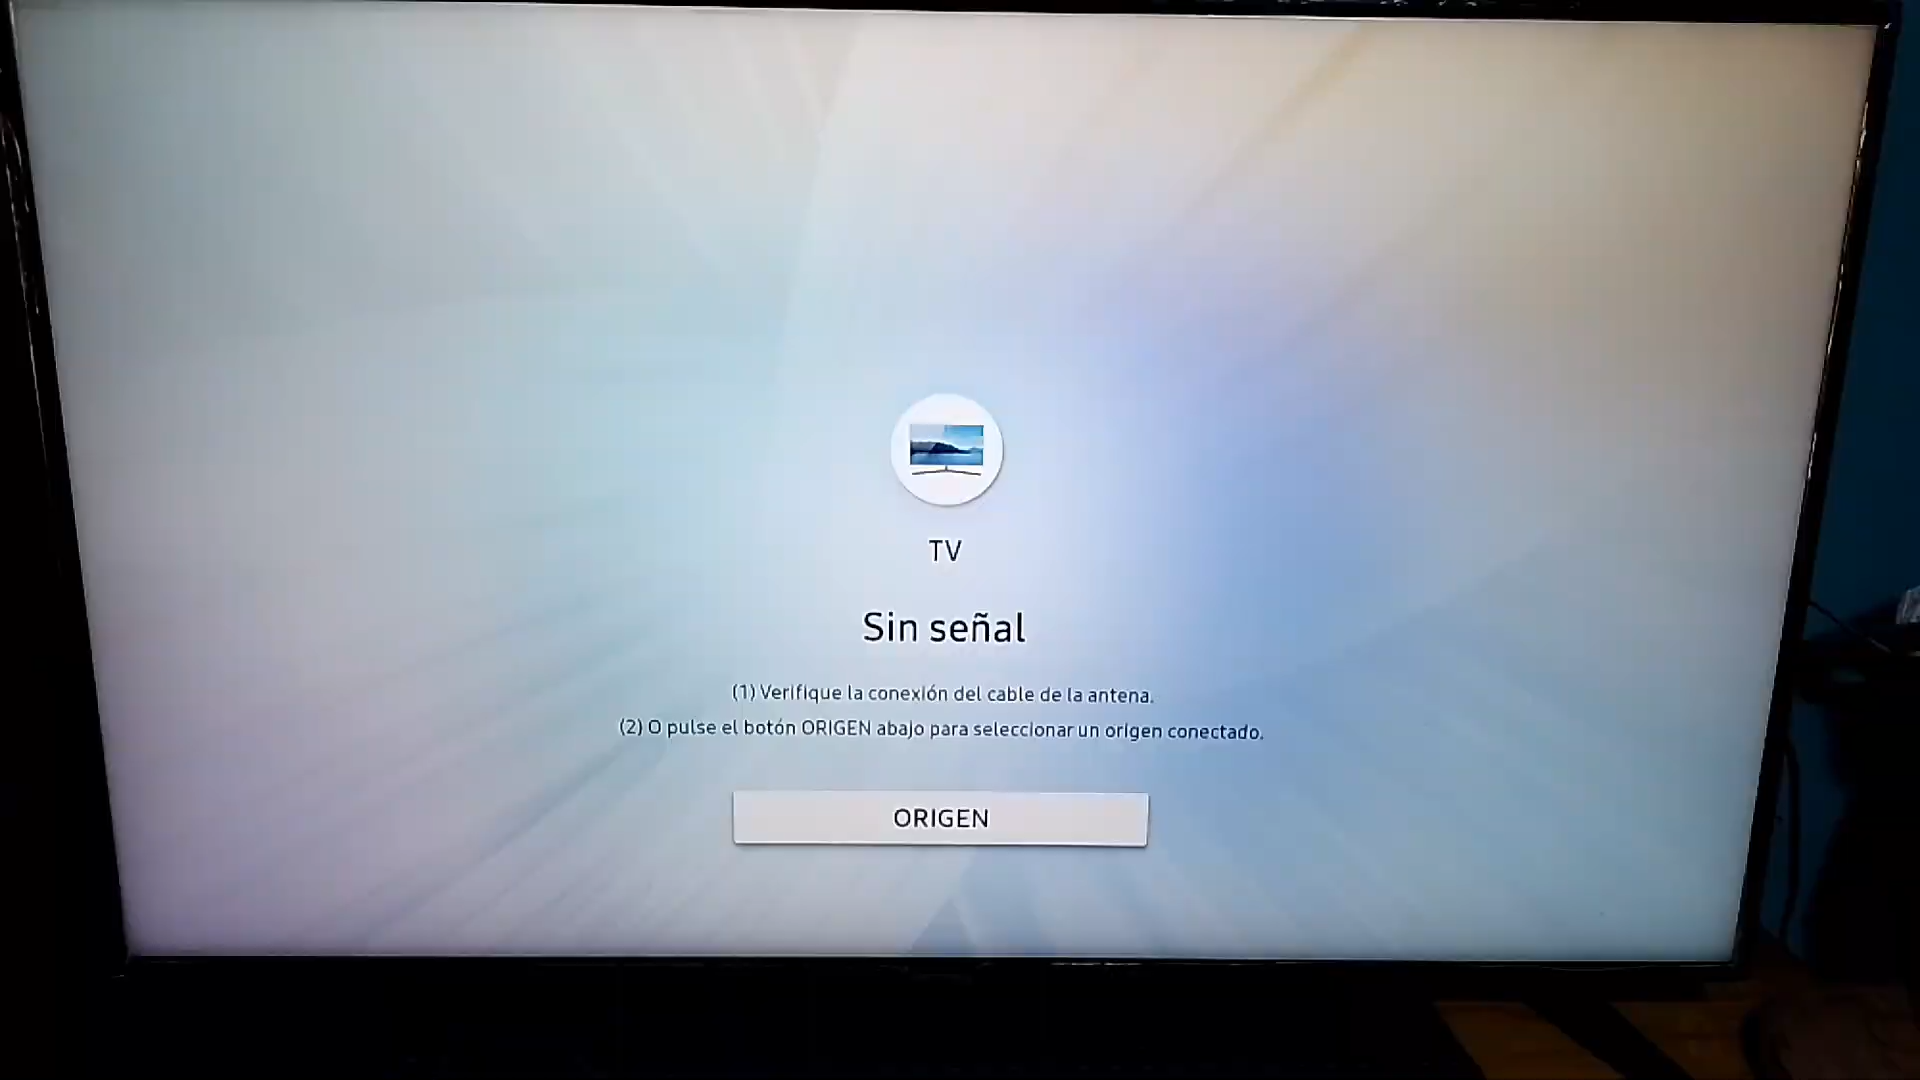 TV
Sin señal
(1) Verifique la conexión del cable de la antena.
(2) O pulse el botón ORIGEN abajo para seleccionar un origen conectado.
ORIGEN